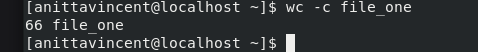 [anittavincent@localhost ~]$ wc -c file_one
66 file_one
[anittavincent@localhost ~]$